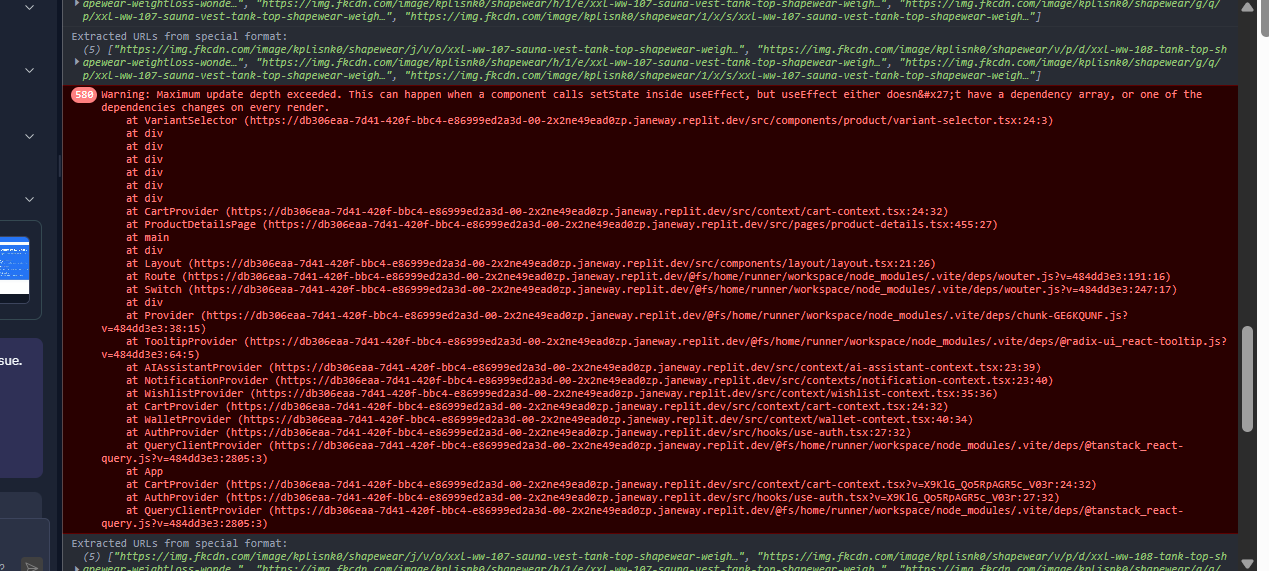 apewear-weightloss-wonde…", "https://img.fkcdn.com/image/kplisnk0/shapewear/h/1/e/xxl-ww-107-sauna-vest-tank-top-shapewear-weigh…", "https://img.fkcdn.com/image/kplisnk0/shapewear/g/q/
p/xxl-ww-107-sauna-vest-tank-top-shapewear-weigh…", "https://img.fkcdn.com/image/kplisnk0/shapewear/1/x/s/xxl-ww-107-sauna-vest-tank-top-shapewear-weigh…"]
Extracted URLs from special format:
(5) ["https://img.fkcdn.com/image/kplisnk0/shapewear/j/v/o/xxl-ww-107-sauna-vest-tank-top-shapewear-weigh…", "https://img.fkcdn.com/image/kplisnk0/shapewear/v/p/d/xxl-ww-108-tank-top-sh
apewear-weightloss-wonde…", "https://img.fkcdn.com/image/kplisnk0/shapewear/h/1/e/xxl-ww-107-sauna-vest-tank-top-shapewear-weigh…", "https://img.fkcdn.com/image/kplisnk0/shapewear/g/q/
p/xxl-ww-107-sauna-vest-tank-top-shapewear-weigh…", "https://img.fkcdn.com/image/kplisnk0/shapewear/1/x/s/xxl-ww-107-sauna-vest-tank-top-shapewear-weigh…"]
580 Warning: Maximum update depth exceeded. This can happen when a component calls setState inside useEffect, but useEffect either doesn&#x27;t have a dependency array, or one of the
dependencies changes on every render.
at VariantSelector (https://db306eaa-7d41-420f-bbc4-e86999ed2a3d-00-2x2ne49ead0zp.janeway.replit.dev/src/components/product/variant-selector.tsx:24:3)
at div
at div
at div
at div
at div
at div
at CartProvider (https://db306eaa-7d41-420f-bbc4-e86999ed2a3d-00-2x2ne49ead0zp.janeway.replit.dev/src/context/cart-context.tsx:24:32)
at ProductDetailsPage (https://db306eaa-7d41-420f-bbc4-e86999ed2a3d-00-2x2ne49ead0zp.janeway.replit.dev/src/pages/product-details.tsx:455:27)
at main
at div
at Layout (https://db306eaa-7d41-420f-bbc4-e86999ed2a3d-00-2x2ne49ead0zp.janeway.replit.dev/src/components/layout/layout.tsx:21:26)
at Route (https://db306eaa-7d41-420f-bbc4-e86999ed2a3d-00-2x2ne49ead0zp.janeway.replit.dev/@fs/home/runner/workspace/node_modules/.vite/deps/wouter.js?v=484dd3e3:191:16)
at Switch (https://db306eaa-7d41-420f-bbc4-e86999ed2a3d-00-2x2ne49ead0zp.janeway.replit.dev/@fs/home/runner/workspace/node_modules/.vite/deps/wouter.js?v=484dd3e3:247:17)
at div
at Provider (https://db306eaa-7d41-420f-bbc4-e86999ed2a3d-00-2x2ne49ead0zp.janeway.replit.dev/@fs/home/runner/workspace/node_modules/.vite/deps/chunk-GE6KQUNF.js?
v=484dd3e3:38:15)
at TooltipProvider (https://db306eaa-7d41-420f-bbc4-e86999ed2a3d-00-2x2ne49ead0zp.janeway.replit.dev/@fs/home/runner/workspace/node_modules/.vite/deps/@radix-ui_react-tooltip.js?
v=484dd3e3:64:5)
at AIAssistantProvider (https://db306eaa-7d41-420f-bbc4-e86999ed2a3d-00-2x2ne49ead0zp.janeway.replit.dev/src/context/ai-assistant-context.tsx:23:39)
at NotificationProvider (https://db306eaa-7d41-420f-bbc4-e86999ed2a3d-00-2x2ne49ead0zp.janeway.replit.dev/src/contexts/notification-context.tsx:23:40)
at WishlistProvider (https://db306eaa-7d41-420f-bbc4-e86999ed2a3d-00-2x2ne49ead0zp.janeway.replit.dev/src/context/wishlist-context.tsx:35:36)
at CartProvider (https://db306eaa-7d41-420f-bbc4-e86999ed2a3d-00-2x2ne49ead0zp.janeway.replit.dev/src/context/cart-context.tsx:24:32)
at WalletProvider (https://db306eaa-7d41-420f-bbc4-e86999ed2a3d-00-2x2ne49ead0zp.janeway.replit.dev/src/context/wallet-context.tsx:40:34)
at AuthProvider (https://db306eaa-7d41-420f-bbc4-e86999ed2a3d-00-2x2ne49ead0zp.janeway.replit.dev/src/hooks/use-auth.tsx:27:32)
at QueryClientProvider (https://db306eaa-7d41-420f-bbc4-e86999ed2a3d-00-2x2ne49ead0zp.janeway.replit.dev/@fs/home/runner/workspace/node_modules/.vite/deps/@tanstack_react-
query.js?v=484dd3e3:2805:3)
at App
at CartProvider (https://db306eaa-7d41-420f-bbc4-e86999ed2a3d-00-2x2ne49ead0zp.janeway.replit.dev/src/context/cart-context.tsx?v=X9KlG_Qo5RpAGR5c_V03r:24:32)
at AuthProvider (https://db306eaa-7d41-420f-bbc4-e86999ed2a3d-00-2x2ne49ead0zp.janeway.replit.dev/src/hooks/use-auth.tsx?v=X9KlG_Qo5RpAGR5c_V03r:27:32)
at QueryClientProvider (https://db306eaa-7d41-420f-bbc4-e86999ed2a3d-00-2x2ne49ead0zp.janeway.replit.dev/@fs/home/runner/workspace/node_modules/.vite/deps/@tanstack_react-
query.js?v=484dd3e3:2805:3)
Extracted URLs from special format:
(5) ["https://img.fkcdn.com/image/kplisnk0/shapewear/j/v/o/xxl-ww-107-sauna-vest-tank-top-shapewear-weigh…", "https://img.fkcdn.com/image/kplisnk0/shapewear/v/p/d/xxl-ww-108-tank-top-sh
apewear-weightloss-wonde…", "https://img.fkcdn.com/image/kplisnk0/shapewear/h/1/e/xxl-ww-107-sauna-vest-tank-top-shapewear-weigh…", "https://img.fkcdn.com/image/kplisnk0/shapewear/g/q/
sue.